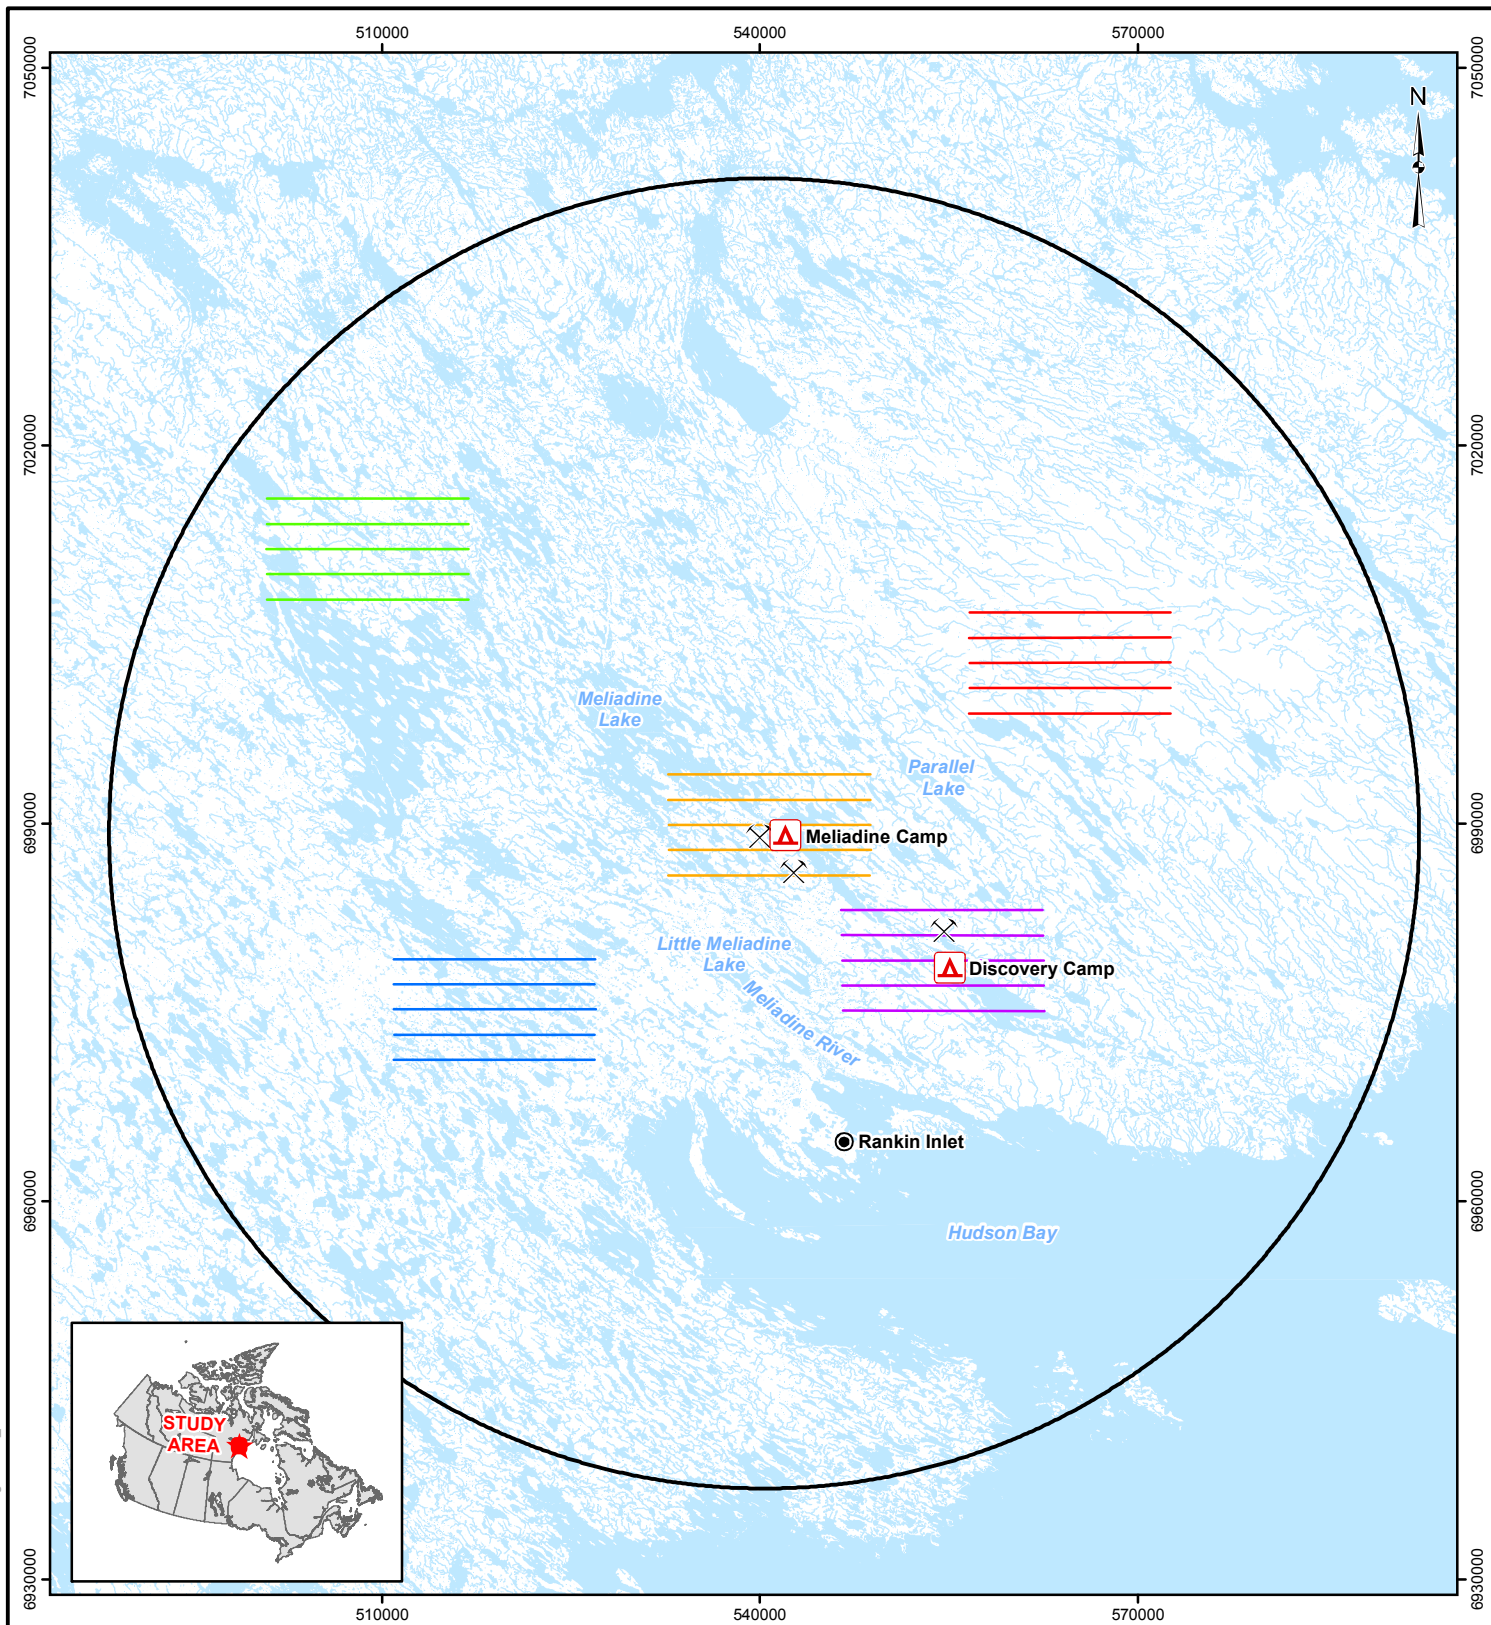 510000
540000
570000
7050000
7050000
N
7020000
7020000
Meliadine
Lake
Parallel
Lake
6990000
6990000
Meliadine Camp
Little Meliadine
Lake
Discovery Camp
Meliadine River
Rankin Inlet
6960000
6960000
Hudson Bay
STUDY
AREA
6930000
6930000
510000
540000
570000